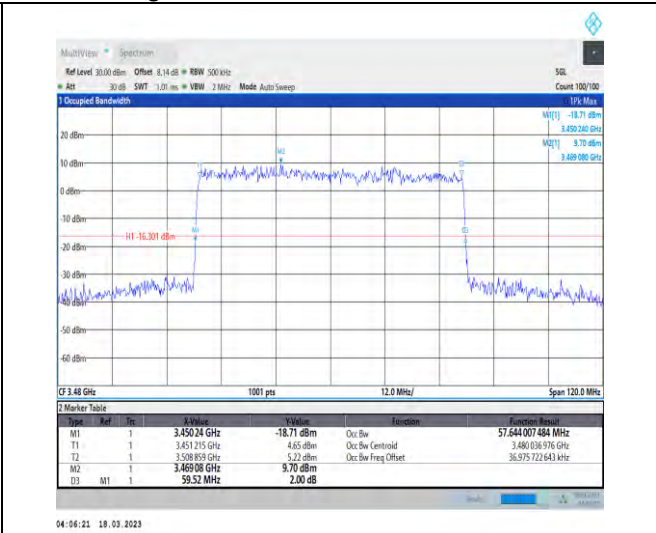 MultiView Spectrum
Ref Level 30.00 dBm Offset 8.14 dB RBW 500 kHz SGL
Att 30 dB SWT 1.01 ms VBW 2 MHz Mode Auto Sweep Count 100/100
1 Occupied Bandwidth 1Pk Max
M1[1] -18.71 dBm
3.450 240 GHz
M2[1] 9.70 dBm
3.469 080 GHz
20 dBm
M2
10 dBm
0 dBm
-10 dBm
H1 -16.301 dBm
-20 dBm
-30 dBm
-40 dBm
-50 dBm
-60 dBm
CF 3.48 GHz 1001 pts 12.0 MHz/ Span 120.0 MHz
2 Marker Table
Type Ref Trc X-Value Y-Value Function Function Result
M1 1 3.450 24 GHz -18.71 dBm Occ Bw 57.644 007 484 MHz
T1 1 3.451 215 GHz 4.65 dBm Occ Bw Centroid 3.480 036 976 GHz
T2 1 3.508 859 GHz 5.22 dBm Occ Bw Freq Offset 36.975 722 643 kHz
M2 1 3.469 08 GHz 9.70 dBm
D3 M1 1 59.52 MHz 2.00 dB
04:06:21 18.03.2023